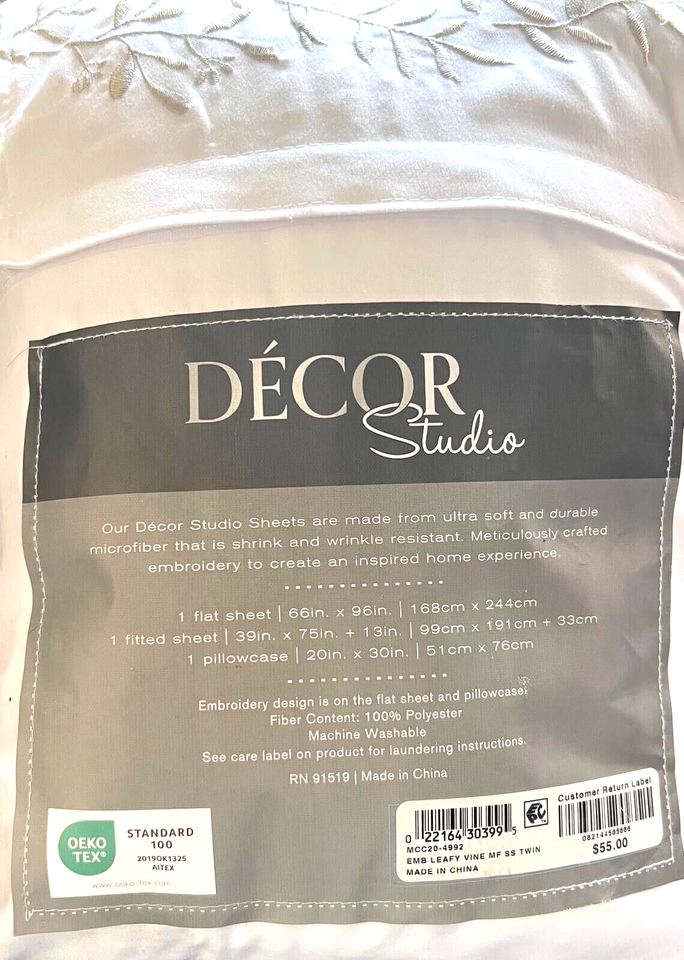 DÉCOR
Studio
Our Décor Studio Sheets are made from ultra soft and durable
microfiber that is shrink and wrinkle resistant. Meticulously crafted
embroidery to create an inspired home experience.
1 flat sheet | 66in. x 96in. | 168cm x 244cm
1 fitted sheet | 39in. x 75in. + 13in. | 99cm x 191cm + 33cm
1 pillowcase | 20in. x 30in. | 51cm x 76cm
Embroidery design is on the flat sheet and pillowcase.
Fiber Content: 100% Polyester
Machine Washable
See care label on product for laundering instructions.
RN 91519 | Made in China
OEKO
TEX®
STANDARD
100
2019OK1325
AITEX
www.oeko-tex.com
0 22164 30399 5
MCC20-4992
EMB LEAFY VINE MF SS TWIN
MADE IN CHINA
Customer Return Label
082144565666
$55.00